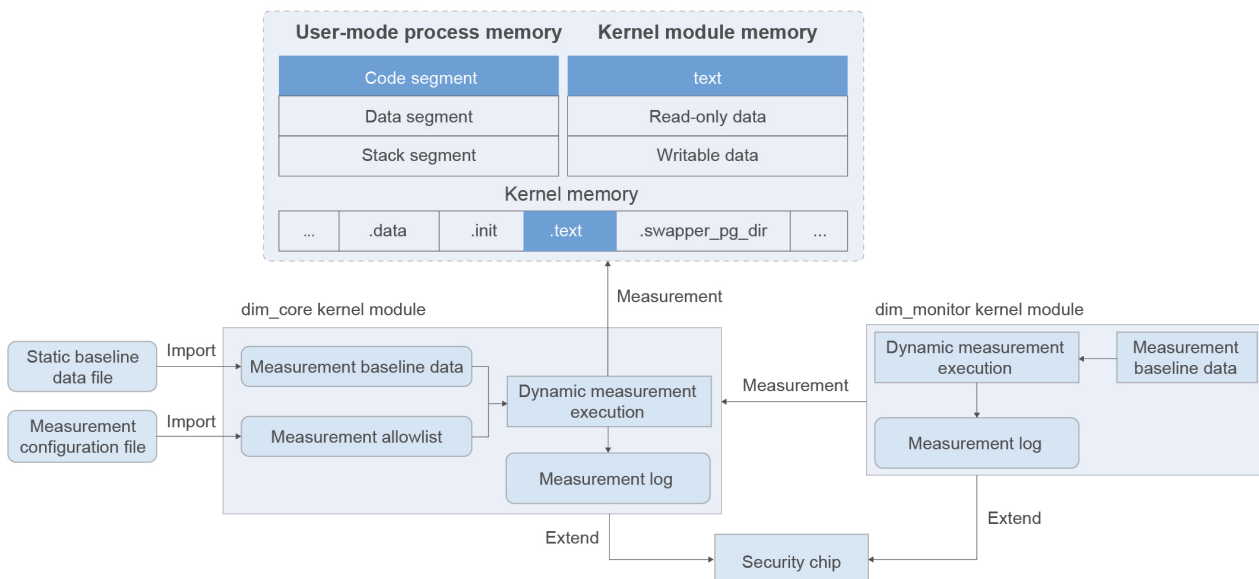 User-mode process memory
Kernel module memory
Code segment
text
Data segment
Read-only data
Stack segment
Writable data
Kernel memory
...
.data
.init
.text
.swapper_pg_dir
...
Measurement
dim_core kernel module
dim_monitor kernel module
Static baseline
data file
Import
Measurement baseline data
Measurement
configuration file
Import
Measurement allowlist
Dynamic measurement
execution
Measurement log
Measurement
Dynamic measurement
execution
Measurement
baseline data
Measurement log
Extend
Extend
Security chip